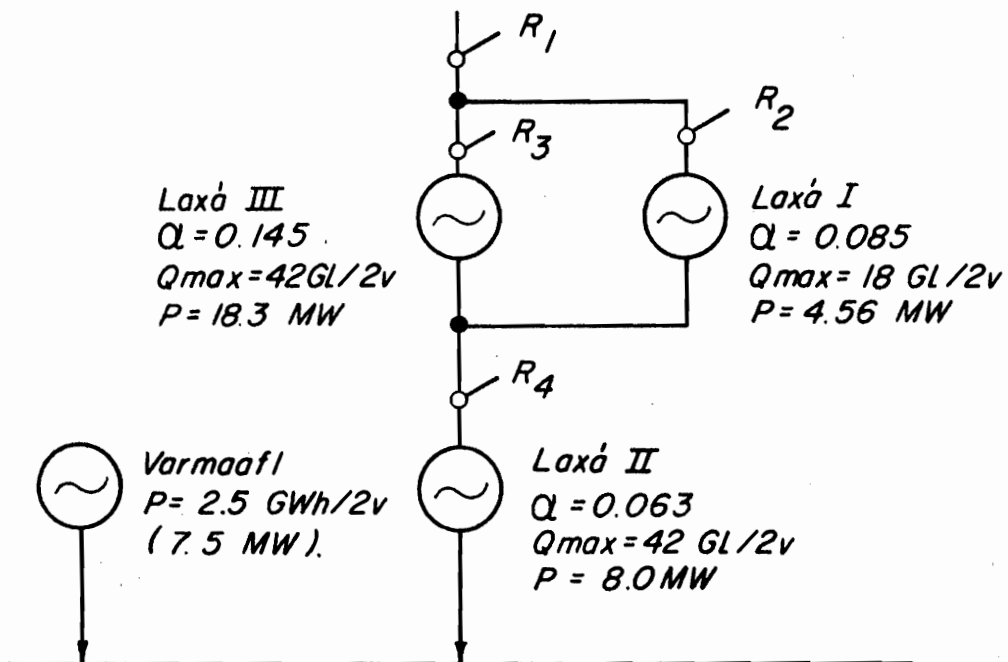 R1
R2
R3
Laxá III
α = 0.145
Qmax = 42 Gl/2v
P = 18.3 MW
Laxá I
α = 0.085
Qmax = 18 Gl/2v
P = 4.56 MW
R4
Varmaafl
P = 2.5 GWh/2v
(7.5 MW).
Laxá II
α = 0.063
Qmax = 42 Gl/2v
P = 8.0 MW